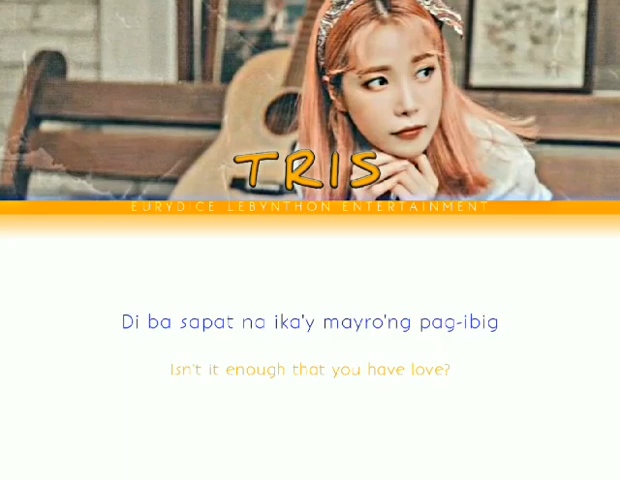 TRIS
EURYDICE LEBYNTHON ENTERTAINMENT
Di ba sapat na ika'y mayro'ng pag-ibig
Isn't it enough that you have love?